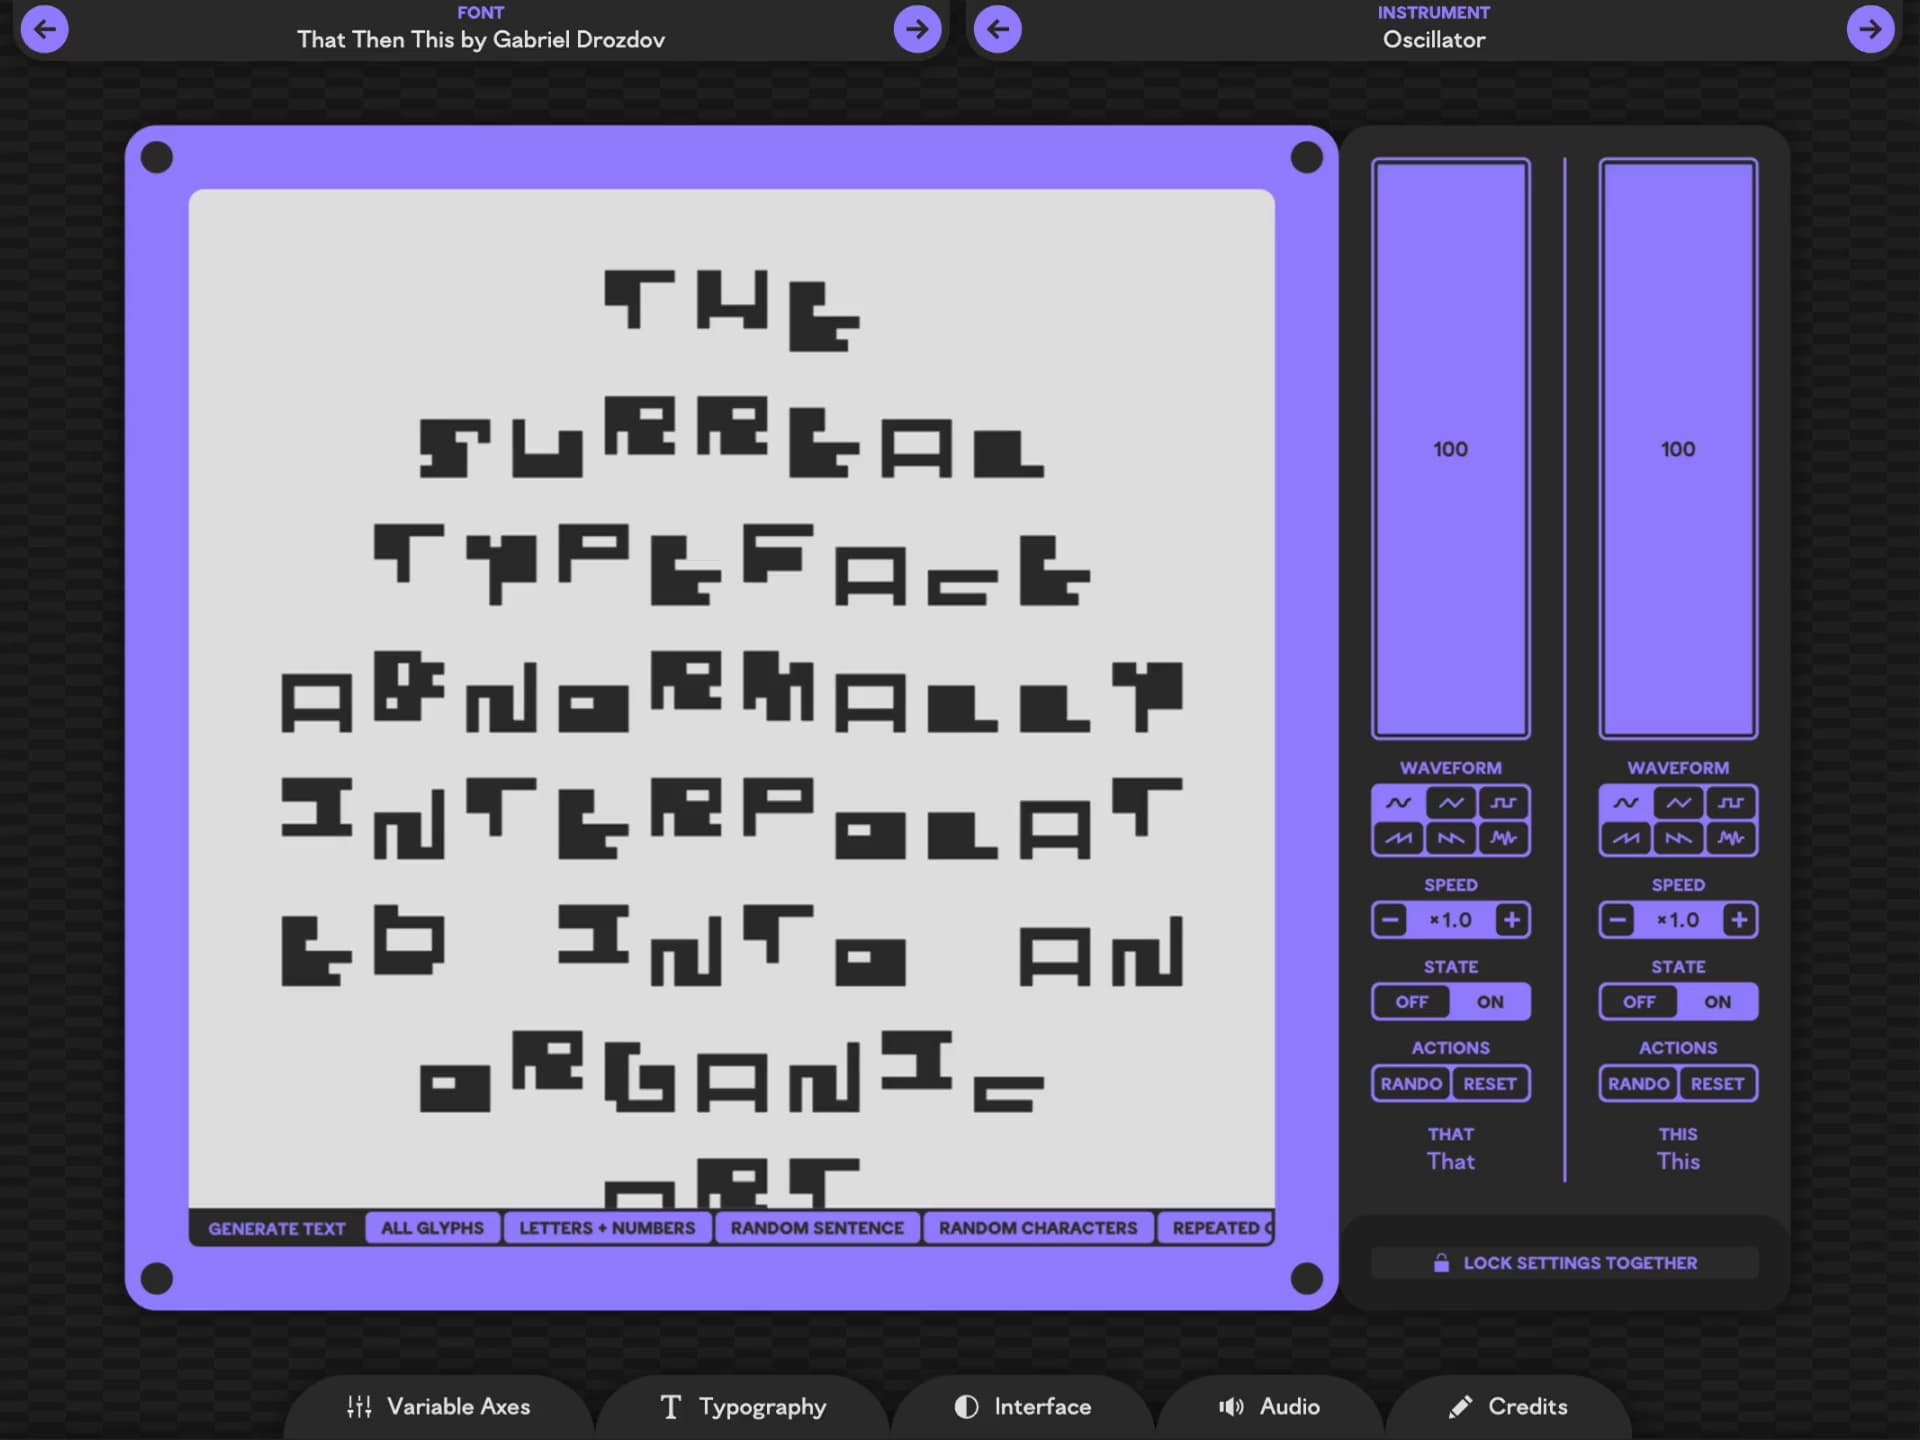 FONT
That Then This by Gabriel Drozdov
INSTRUMENT
Oscillator
THE
SURREAL
TYPEFACE
ABNORMALLY
INTERPOLAT
ED INTO AN
ORGANIC
ART
GENERATE TEXT
ALL GLYPHS
LETTERS + NUMBERS
RANDOM SENTENCE
RANDOM CHARACTERS
REPEATED
100
WAVEFORM
SPEED
×1.0
STATE
OFF ON
ACTIONS
RANDO RESET
THAT
That
100
WAVEFORM
SPEED
×1.0
STATE
OFF ON
ACTIONS
RANDO RESET
THIS
This
LOCK SETTINGS TOGETHER
Variable Axes
Typography
Interface
Audio
Credits